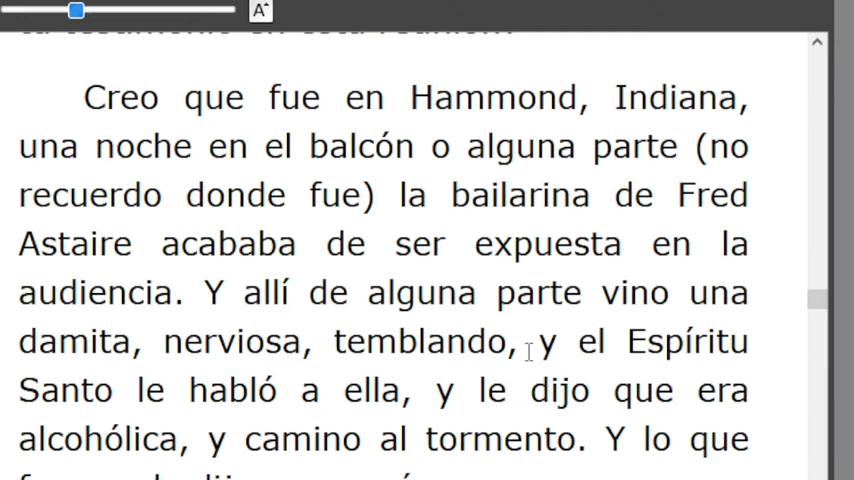 A
Creo que fue en Hammond, Indiana,
una noche en el balcón o alguna parte (no
recuerdo donde fue) la bailarina de Fred
Astaire acababa de ser expuesta en la
audiencia. Y allí de alguna parte vino una
damita, nerviosa, temblando, y el Espíritu
Santo le habló a ella, y le dijo que era
alcohólica, y camino al tormento. Y lo que